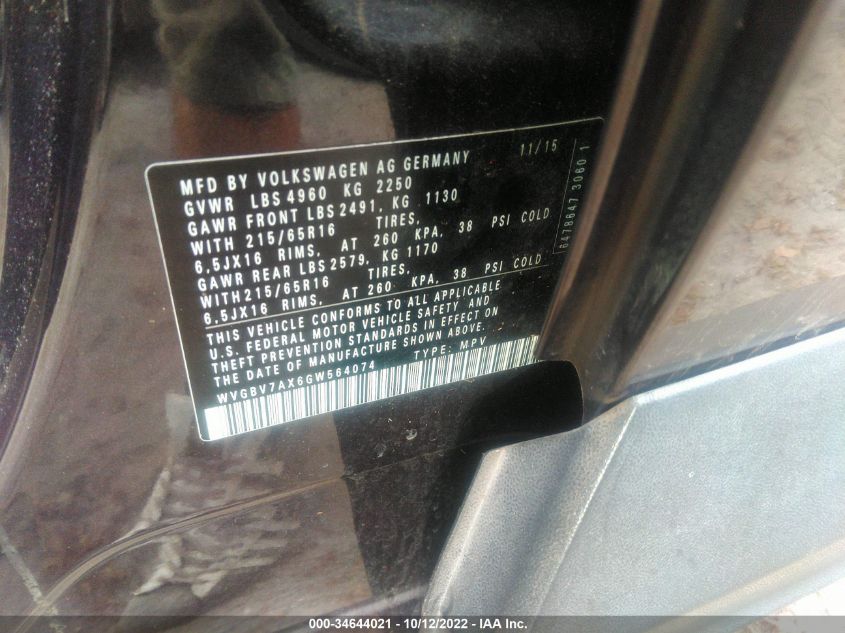 MFD BY VOLKSWAGEN AG GERMANY 11/15
GVWR LBS 4960 KG 2250
GAWR FRONT LBS 2491, KG 1130
WITH 215/65R16 TIRES,
6,5JX16 RIMS, AT 260 KPA, 38 PSI COLD
GAWR REAR LBS 2579, KG 1170
WITH215/65R16 TIRES,
6,5JX16 RIMS, AT 260 KPA, 38 PSI COLD
THIS VEHICLE CONFORMS TO ALL APPLICABLE
U.S. FEDERAL MOTOR VEHICLE SAFETY AND
THEFT PREVENTION STANDARDS IN EFFECT ON
THE DATE OF MANUFACTURE SHOWN ABOVE.
WVGBV7AX6GW564074 TYPE: MPV
6478647 3060 1
000-34644021 - 10/12/2022 - IAA Inc.